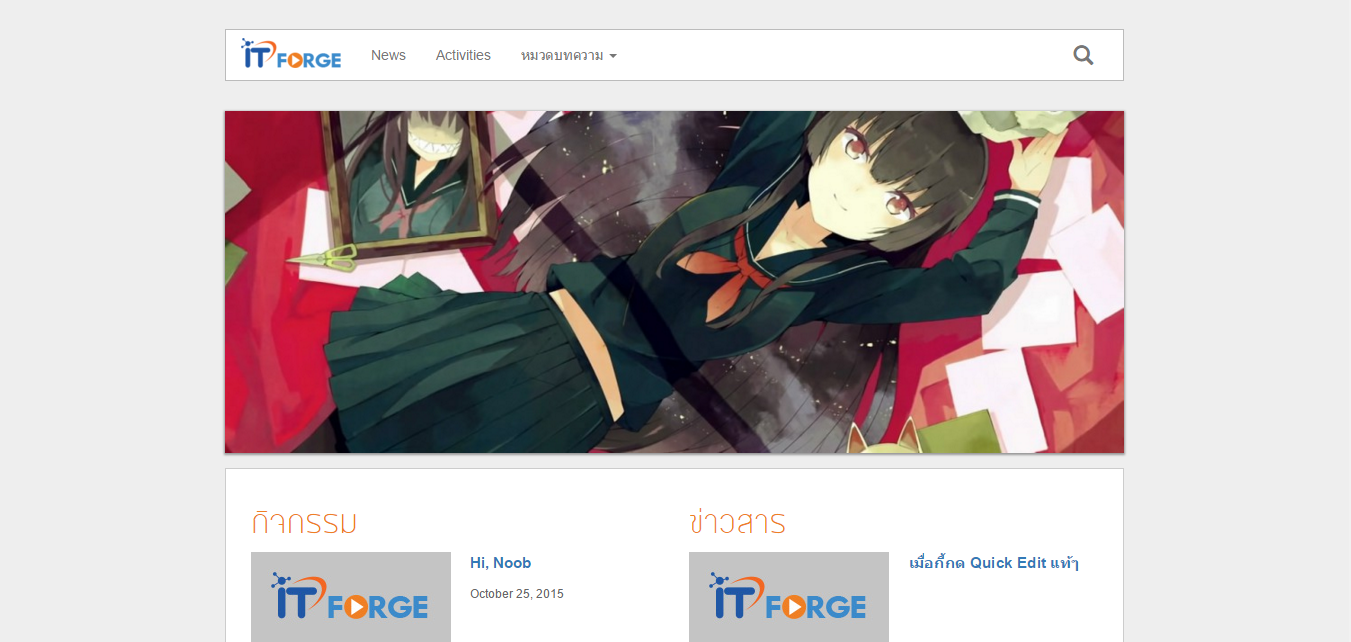 iT FORGE News Activities หมวดบทความ
กิจกรรม
iT FORGE
Hi, Noob
October 25, 2015
ข่าวสาร
iT FORGE
เมื่อกี้กด Quick Edit แท้ๆ